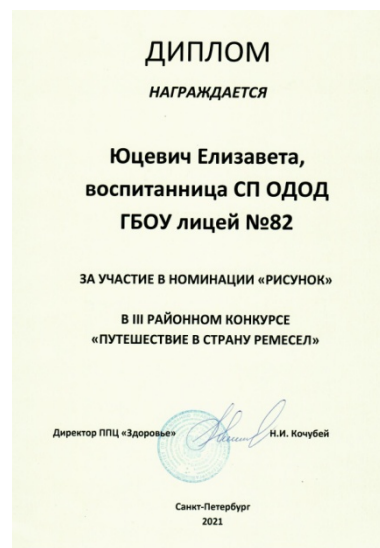 ДИПЛОМ
НАГРАЖДАЕТСЯ
Юцевич Елизавета,
воспитанница СП ОДОД
ГБОУ лицей №82
ЗА УЧАСТИЕ В НОМИНАЦИИ «РИСУНОК»
В III РАЙОННОМ КОНКУРСЕ
«ПУТЕШЕСТВИЕ В СТРАНУ РЕМЕСЕЛ»
Директор ППЦ «Здоровье» Н.И. Кочубей
Санкт-Петербург
2021